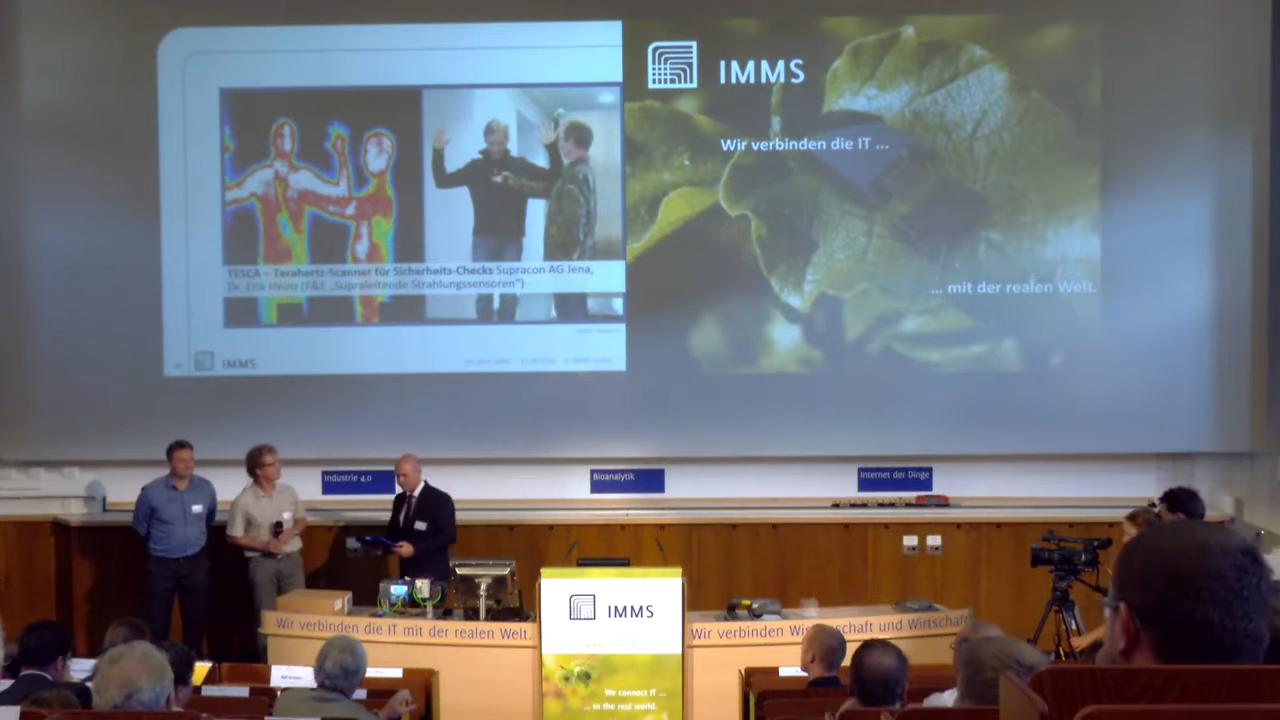 IMMS
Wir verbinden die IT ...
... mit der realen Welt.
TESCA – Terahertz-Scanner für Sicherheits-Checks Supracon AG Jena,
Dr. Erik Heinz (F&E „Supraleitende Strahlungssensoren“)
IMMS
Industrie 4.0
Bioanalytik
Internet der Dinge
IMMS
Wir verbinden die IT mit der realen Welt.
Wir verbinden Wissenschaft und Wirtschaft
We connect IT ...
... to the real world.